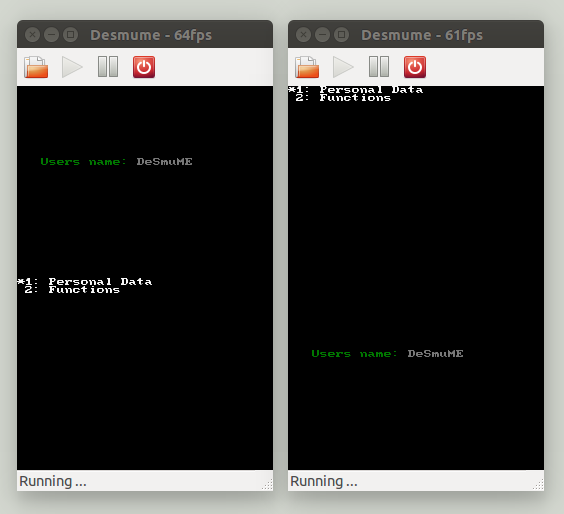 Desmume - 64fps
Users name: DeSmuME
*1: Personal Data
2: Functions
Running ...
Desmume - 61fps
*1: Personal Data
2: Functions
Users name: DeSmuME
Running ...